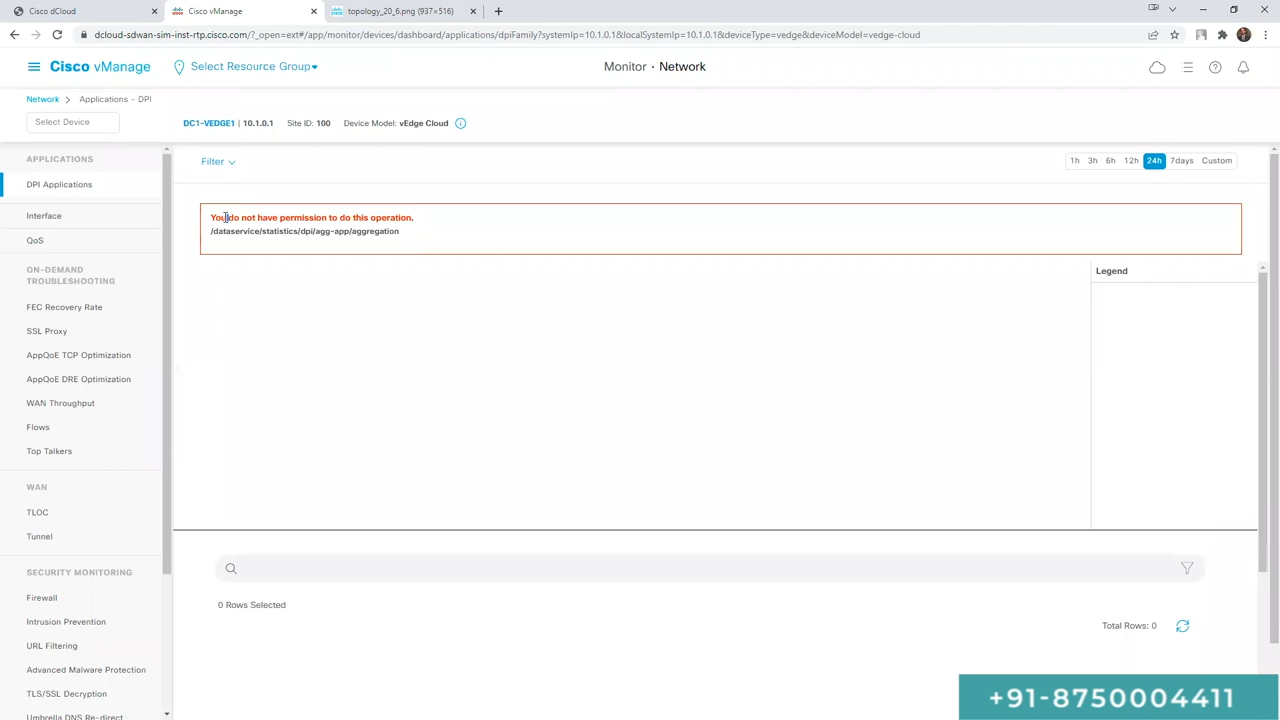 Cisco dCloud
Cisco vManage
topology_20_6.png (937×516)
dcloud-sdwan-sim-inst-rtp.cisco.com/?_open=ext#/app/monitor/devices/dashboard/applications/dpiFamily?systemIp=10.1.0.1&localSystemIp=10.1.0.1&deviceType=vedge&deviceModel=vedge-cloud
Cisco vManage
Select Resource Group
Monitor · Network
Network > Applications - DPI
Select Device
DC1-VEDGE1 | 10.1.0.1 Site ID: 100 Device Model: vEdge Cloud
APPLICATIONS
DPI Applications
Interface
QoS
ON-DEMAND
TROUBLESHOOTING
FEC Recovery Rate
SSL Proxy
AppQoE TCP Optimization
AppQoE DRE Optimization
WAN Throughput
Flows
Top Talkers
WAN
TLOC
Tunnel
SECURITY MONITORING
Firewall
Intrusion Prevention
URL Filtering
Advanced Malware Protection
TLS/SSL Decryption
Umbrella DNS Re-direct
Filter
1h 3h 6h 12h 24h 7days Custom
You do not have permission to do this operation.
/dataservice/statistics/dpi/agg-app/aggregation
Legend
0 Rows Selected
Total Rows: 0
+91-8750004411